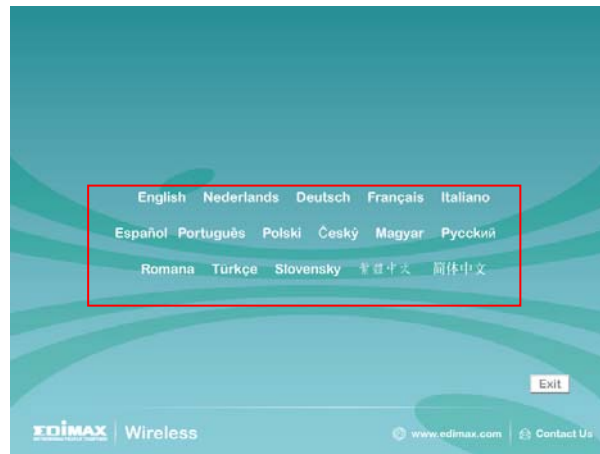 English Nederlands Deutsch Français Italiano
Español Português Polski Český Magyar Русский
Romana Türkçe Slovensky 繁體中文 简体中文
Exit
EDIMAX Wireless www.edimax.com Contact Us